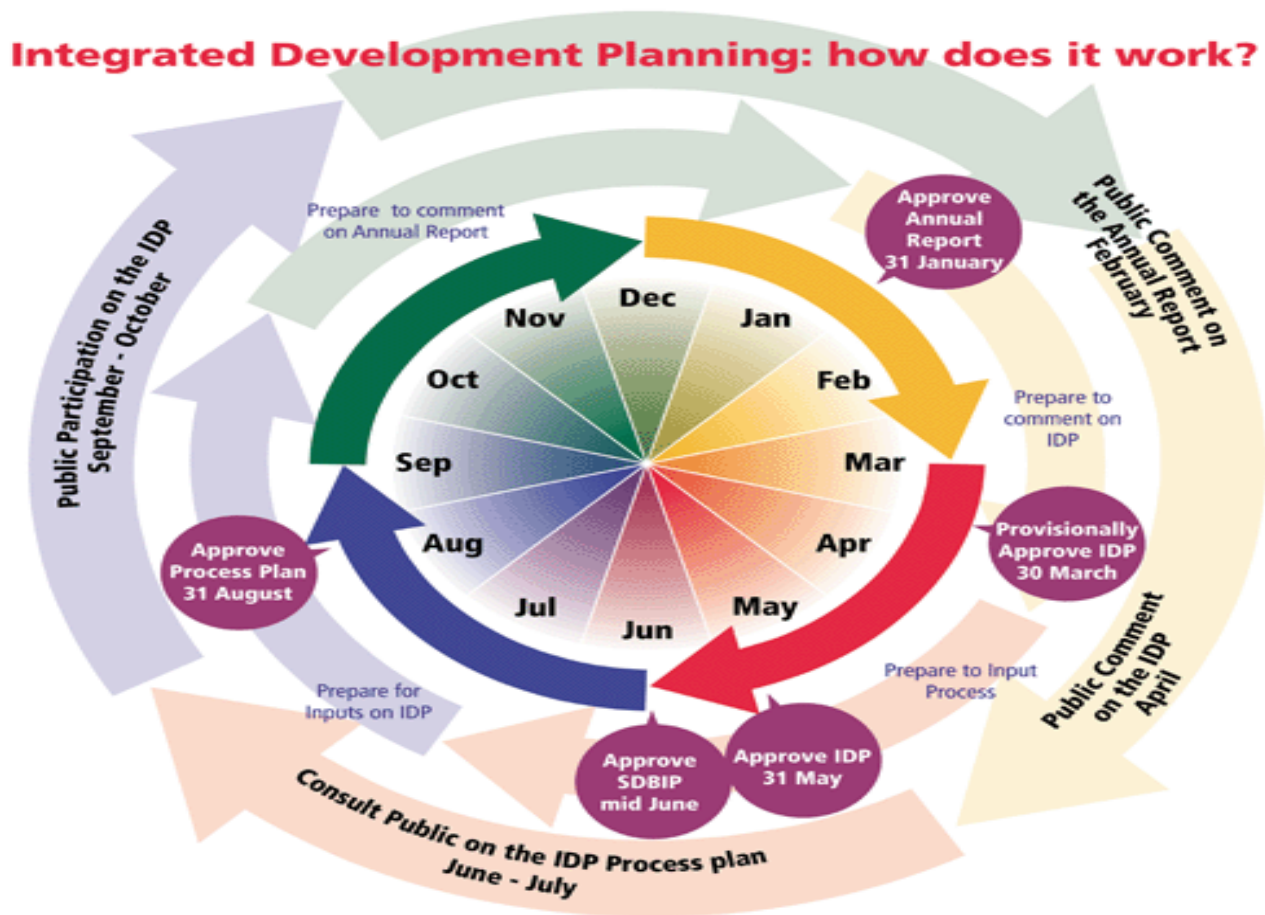 Integrated Development Planning: how does it work?
Prepare to comment
on Annual Report
Approve
Annual
Report
31 January
Public Comment on
the Annual Report
February
Public Participation on the IDP
September - October
Dec
Jan
Feb
Mar
Apr
May
Jun
Jul
Aug
Sep
Oct
Nov
Prepare to
comment on
IDP
Provisionally
Approve IDP
30 March
Public Comment
on the IDP
April
Prepare to Input
Process
Approve IDP
31 May
Approve
SDBIP
mid June
Consult Public on the IDP Process plan
June - July
Prepare for
Inputs on IDP
Approve
Process Plan
31 August